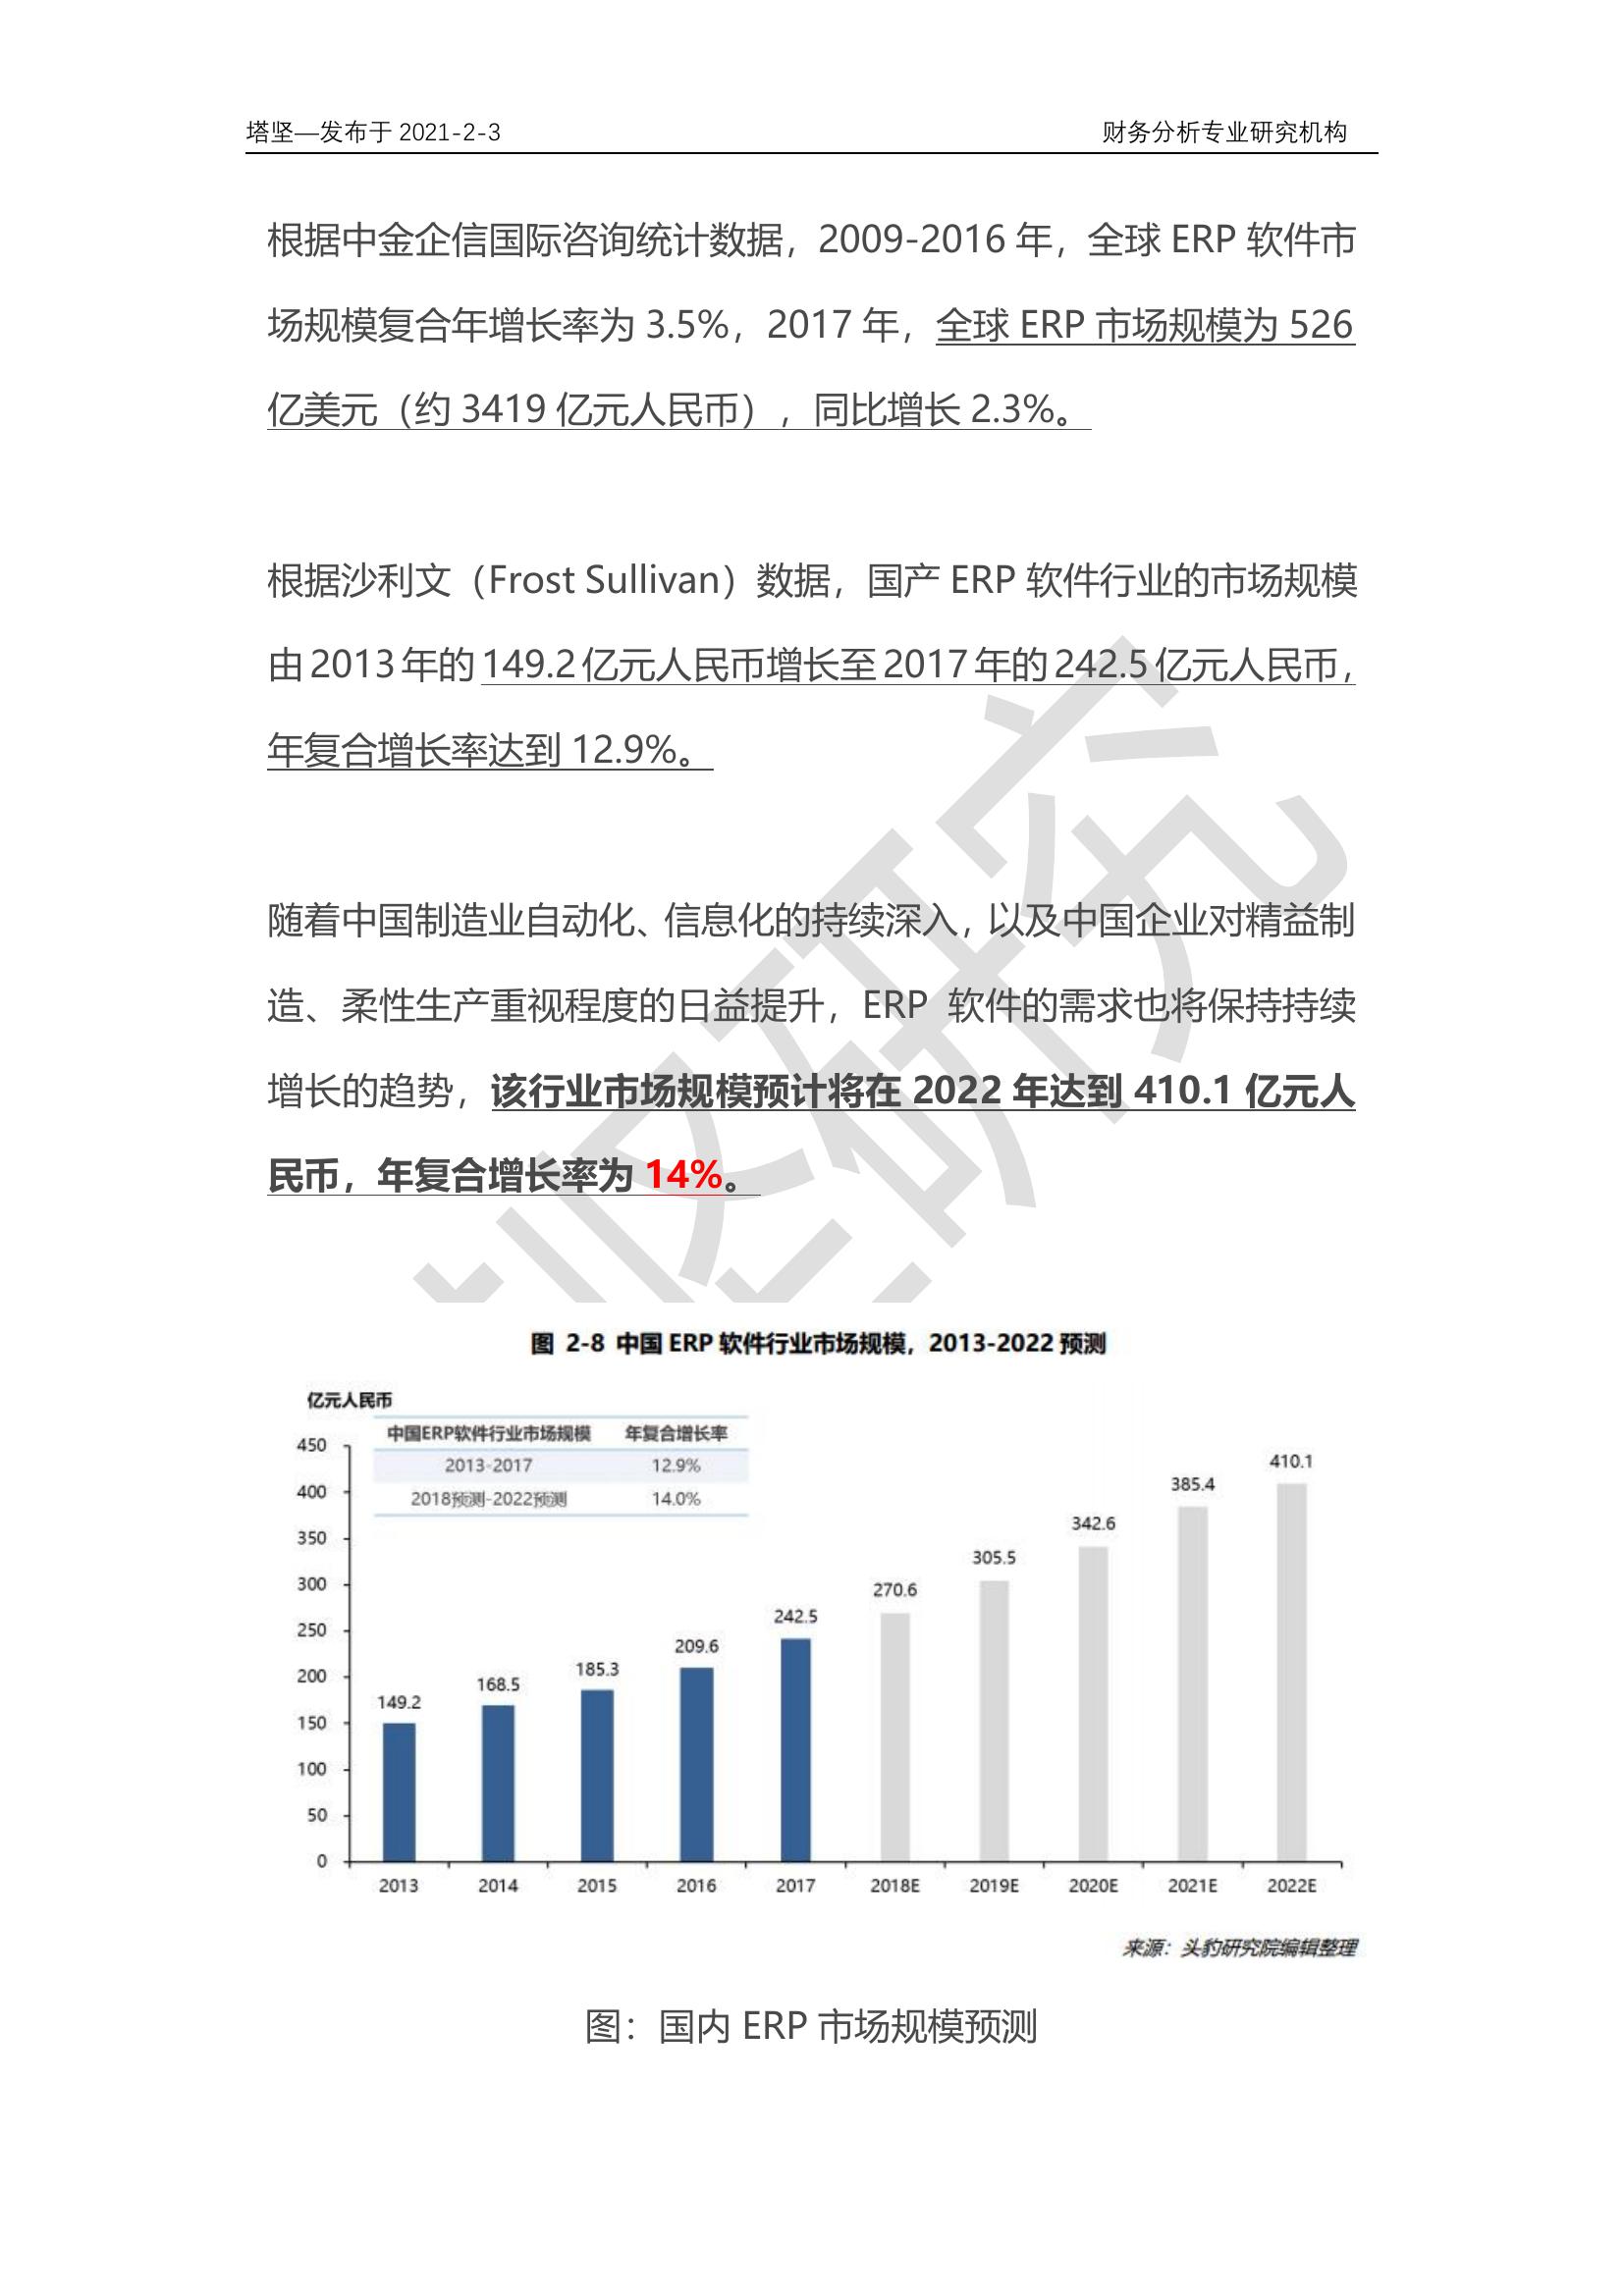 塔坚—发布于 2021-2-3 财务分析专业研究机构
根据中金企信国际咨询统计数据，2009-2016 年，全球 ERP 软件市
场规模复合年增长率为 3.5%，2017 年，全球 ERP 市场规模为 526
亿美元（约 3419 亿元人民币），同比增长 2.3%。
根据沙利文（Frost Sullivan）数据，国产 ERP 软件行业的市场规模
由 2013 年的 149.2 亿元人民币增长至 2017 年的 242.5 亿元人民币，
年复合增长率达到 12.9%。
随着中国制造业自动化、信息化的持续深入，以及中国企业对精益制
造、柔性生产重视程度的日益提升，ERP 软件的需求也将保持持续
增长的趋势，该行业市场规模预计将在 2022 年达到 410.1 亿元人
民币，年复合增长率为 14%。
坚研究
图 2-8 中国 ERP 软件行业市场规模，2013-2022 预测
亿元人民币
中国ERP软件行业市场规模 年复合增长率
2013-2017 12.9%
2018预测-2022预测 14.0%
450
400
350
300
250
200
150
100
50
0
149.2
168.5
185.3
209.6
242.5
270.6
305.5
342.6
385.4
410.1
2013 2014 2015 2016 2017 2018E 2019E 2020E 2021E 2022E
来源：头豹研究院编辑整理
图：国内 ERP 市场规模预测